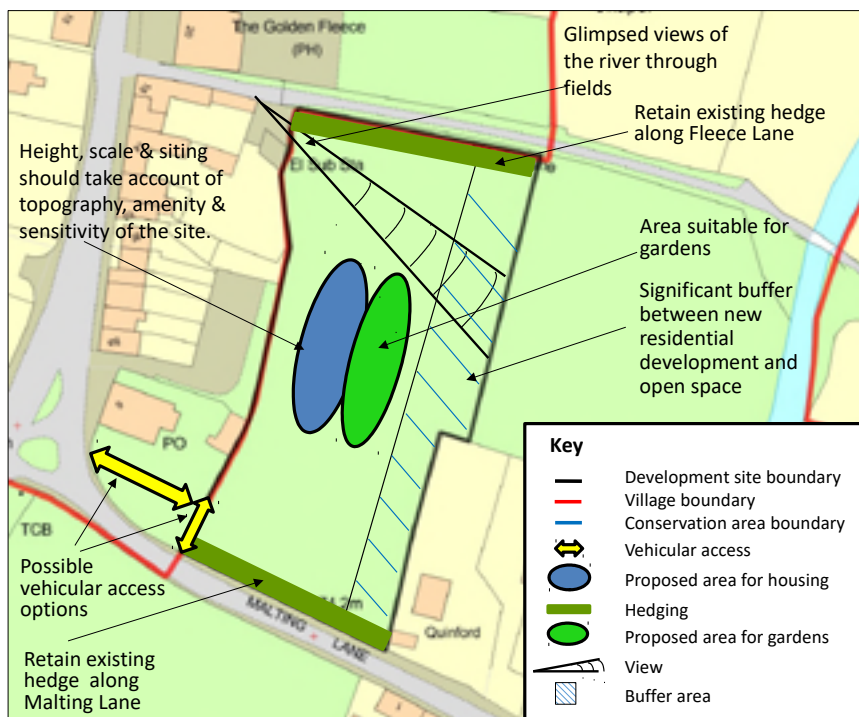 The Golden Fleece
(PH)
Glimpsed views of
the river through
fields
Retain existing hedge
along Fleece Lane
Height, scale & siting
should take account of
topography, amenity &
sensitivity of the site.
El Sub Sta
Area suitable for
gardens
Significant buffer
between new
residential
development and
open space
PO
TCB
Possible
vehicular access
options
MALTING
LANE
Quinford
Retain existing
hedge along
Malting Lane
Key
Development site boundary
Village boundary
Conservation area boundary
Vehicular access
Proposed area for housing
Hedging
Proposed area for gardens
View
Buffer area